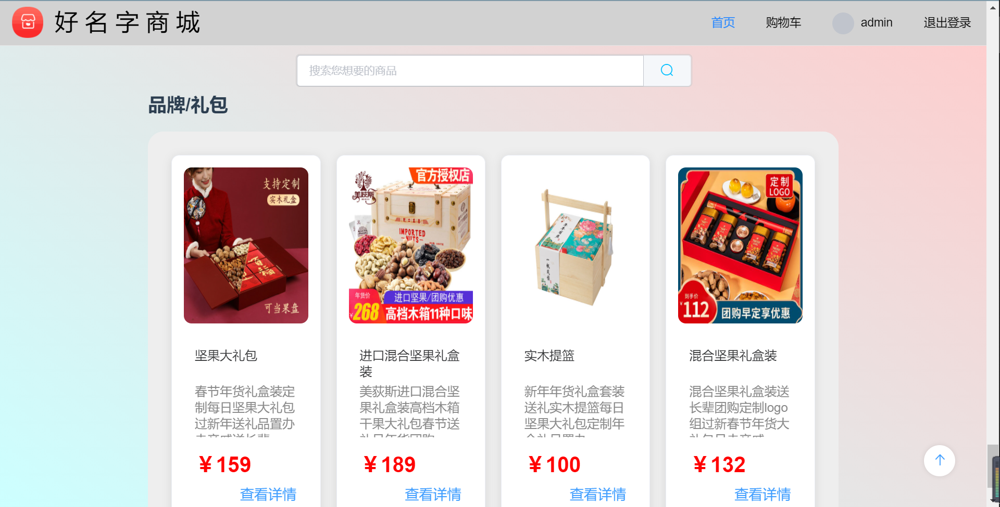 好名字商城
首页
购物车
admin
退出登录
搜索您想要的商品
品牌/礼包
支持定制
实木礼盒
可当果盘
坚果大礼包
春节年货礼盒装定
制每日坚果大礼包
过新年送礼品置办
¥159
查看详情
官方授权店
美荻斯
IMPORTED
NUTS
年货价
¥268
进口坚果/团购优惠
高档木箱11种口味
进口混合坚果礼盒
装
美荻斯进口混合坚
果礼盒装高档木箱
干果大礼包春节送
礼品年货团购
¥189
查看详情
一帆风顺
实木提篮
新年年货礼盒套装
送礼实木提篮每日
坚果大礼包定制年
¥100
查看详情
定制
LOGO
到手价
¥112
团购早定享优惠
混合坚果礼盒装
混合坚果礼盒装送
长辈团购定制logo
组过新春节年货大
¥132
查看详情